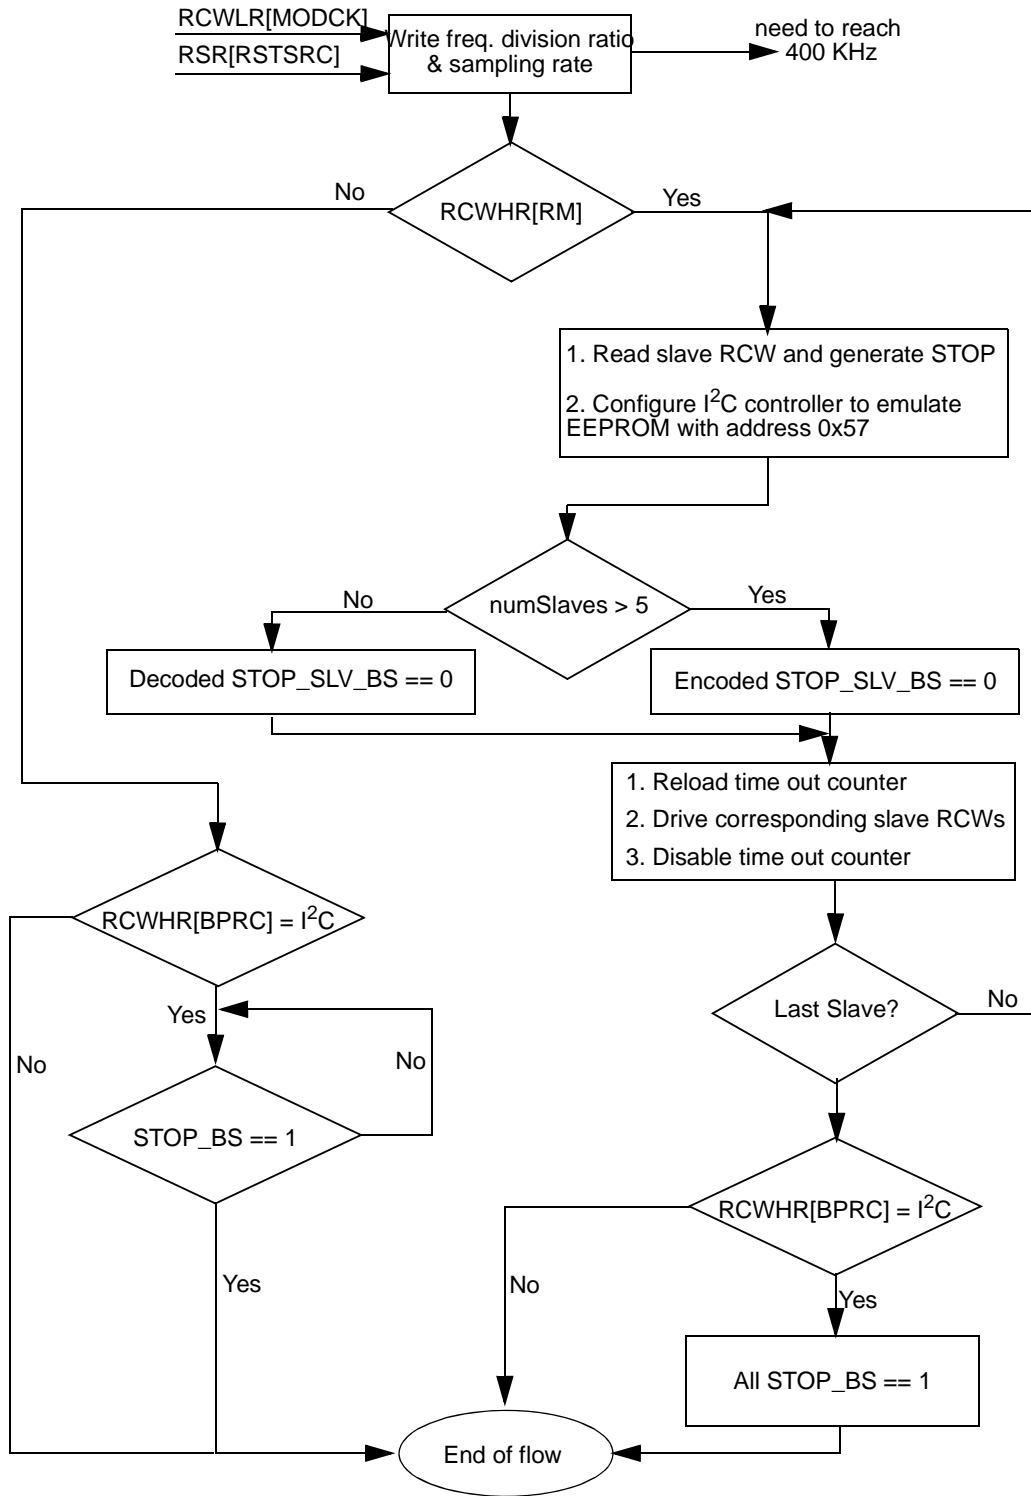 RCWLR[MODCK]
RSR[RSTSRC]
Write freq. division ratio
& sampling rate
need to reach
400 KHz
No
RCWHR[RM]
Yes
1. Read slave RCW and generate STOP
2. Configure I²C controller to emulate
EEPROM with address 0x57
No
numSlaves > 5
Yes
Decoded STOP_SLV_BS == 0
Encoded STOP_SLV_BS == 0
1. Reload time out counter
2. Drive corresponding slave RCWs
3. Disable time out counter
RCWHR[BPRC] = I²C
Last Slave?
No
Yes
No
No
STOP_BS == 1
RCWHR[BPRC] = I²C
Yes
No
Yes
All STOP_BS == 1
End of flow